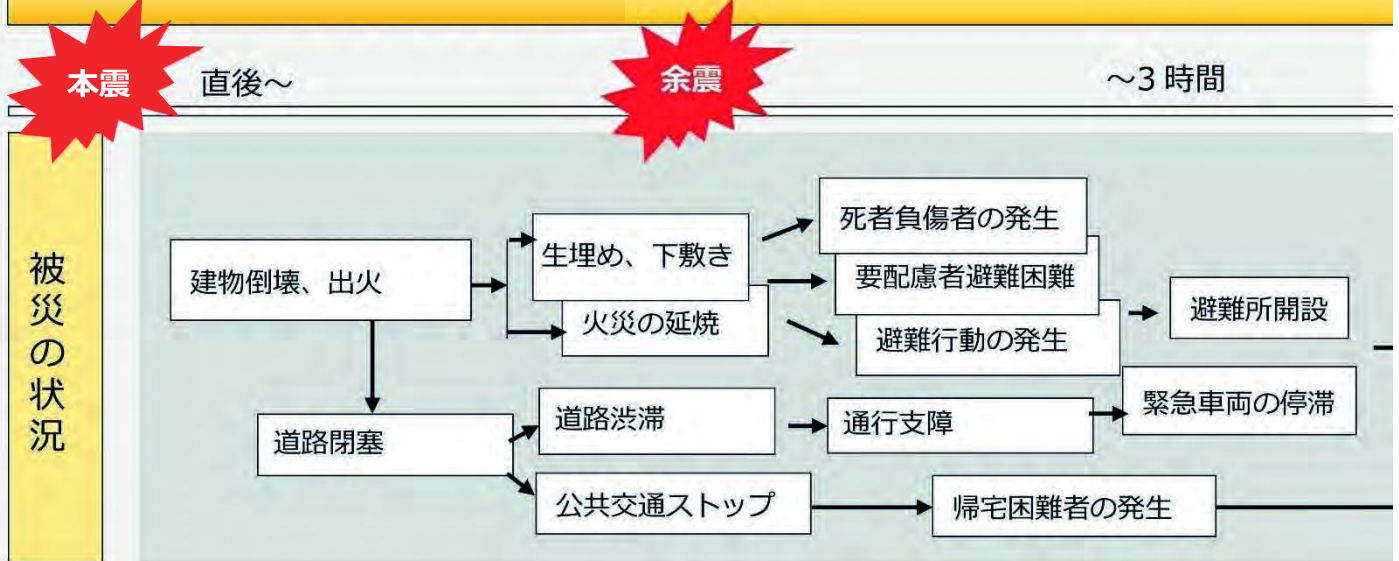 本震
直後～
余震
～3 時間
被災の状況
建物倒壊、出火
生埋め、下敷き
火災の延焼
死者負傷者の発生
要配慮者避難困難
避難行動の発生
避難所開設
道路閉塞
道路渋滞
通行支障
緊急車両の停滞
公共交通ストップ
帰宅困難者の発生